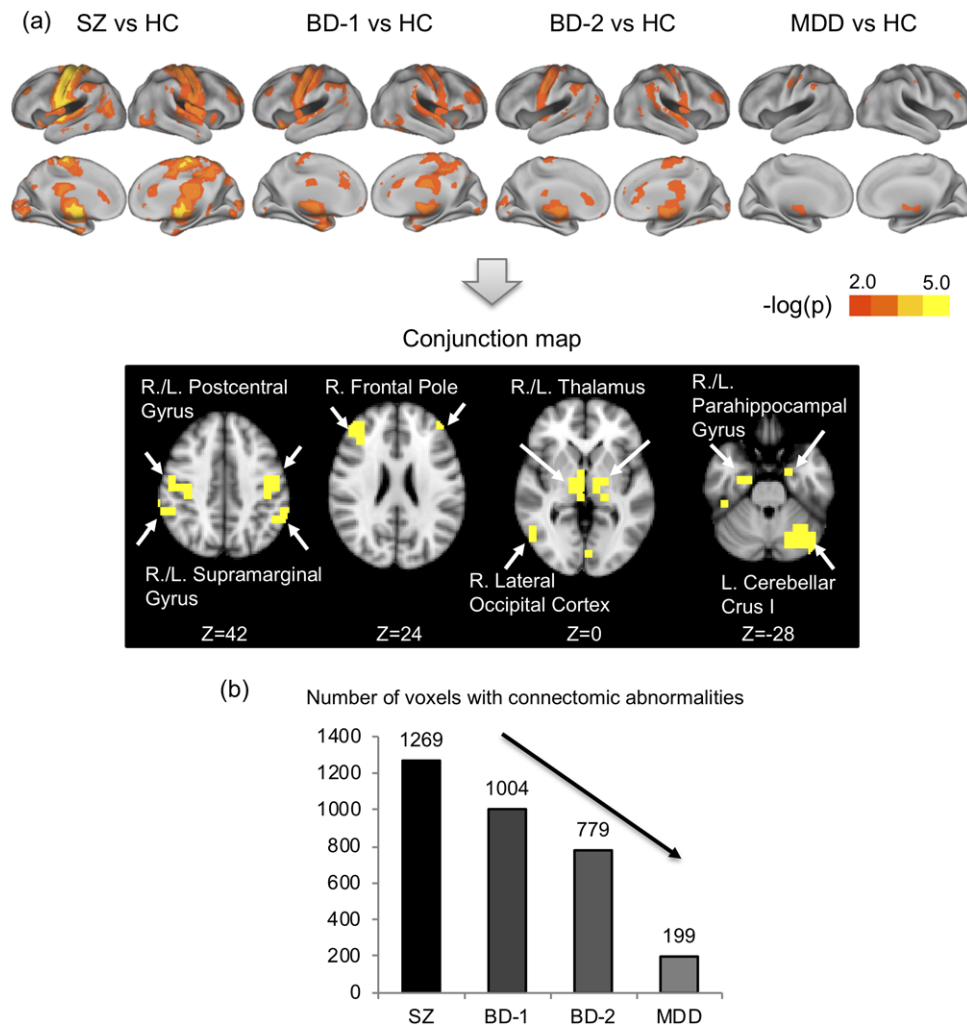 (a)
SZ vs HC
BD-1 vs HC
BD-2 vs HC
MDD vs HC
2.0
5.0
-log(p)
Conjunction map
R./L. Postcentral
Gyrus
R. Frontal Pole
R./L. Thalamus
R./L.
Parahippocampal
Gyrus
R./L. Supramarginal
Gyrus
R. Lateral
Occipital Cortex
L. Cerebellar
Crus I
Z=42
Z=24
Z=0
Z=-28
(b)
Number of voxels with connectomic abnormalities
1400
1200
1000
800
600
400
200
0
1269
1004
779
199
SZ
BD-1
BD-2
MDD